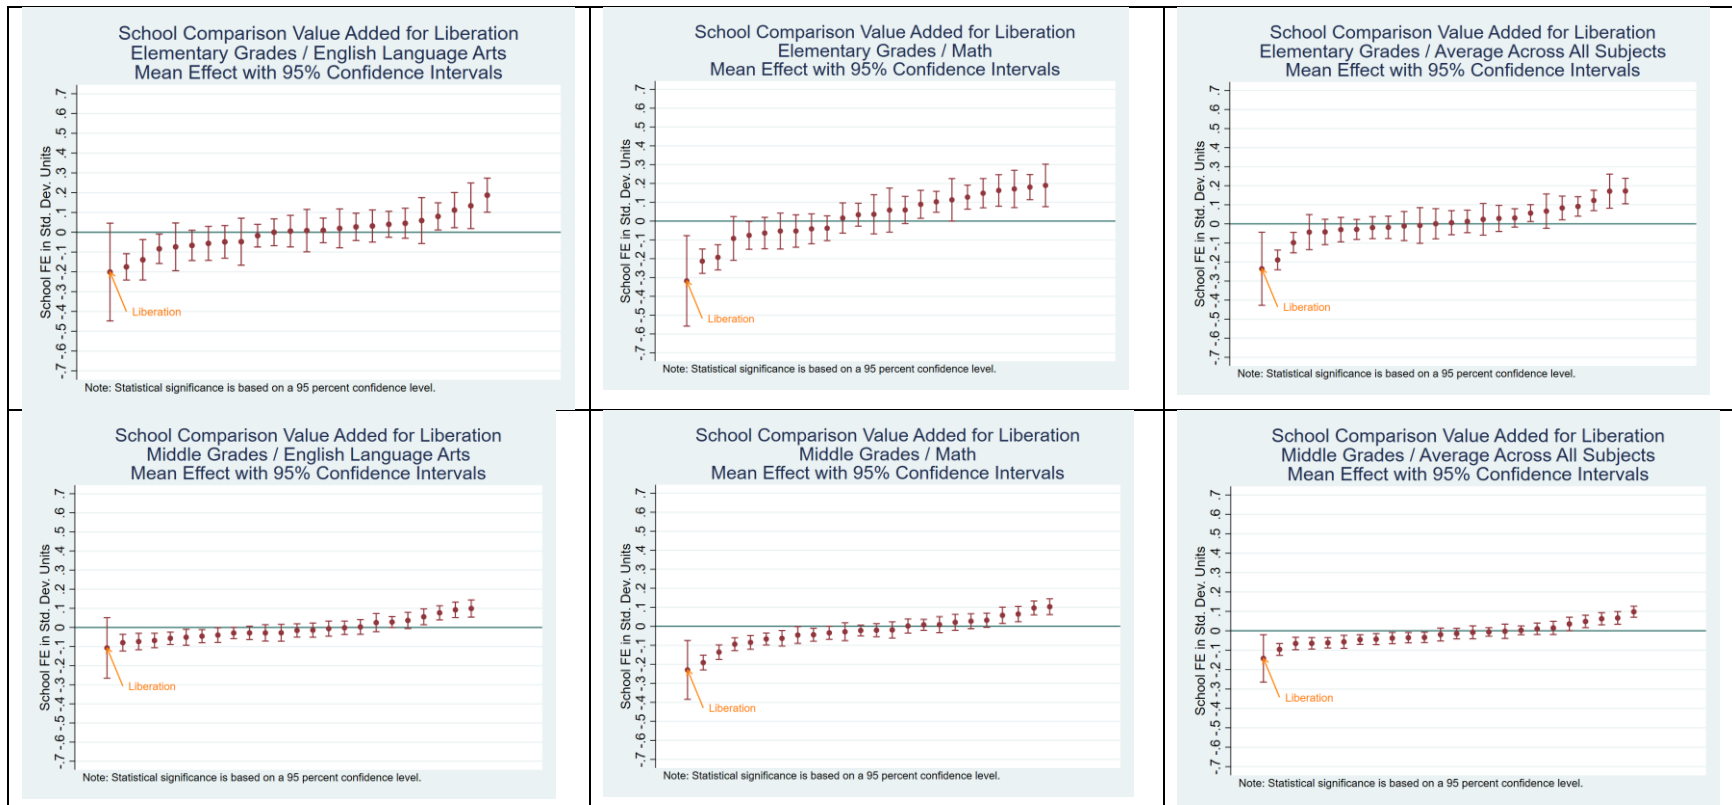 School Comparison Value Added for Liberation
Elementary Grades / English Language Arts
Mean Effect with 95% Confidence Intervals
School FE in Std. Dev. Units
-.7 -.6 -.5 -.4 -.3 -.2 -.1 0 .1 .2 .3 .4 .5 .6 .7
Liberation
Note: Statistical significance is based on a 95 percent confidence level.
School Comparison Value Added for Liberation
Elementary Grades / Math
Mean Effect with 95% Confidence Intervals
School FE in Std. Dev. Units
-.7 -.6 -.5 -.4 -.3 -.2 -.1 0 .1 .2 .3 .4 .5 .6 .7
Liberation
Note: Statistical significance is based on a 95 percent confidence level.
School Comparison Value Added for Liberation
Elementary Grades / Average Across All Subjects
Mean Effect with 95% Confidence Intervals
School FE in Std. Dev. Units
-.7 -.6 -.5 -.4 -.3 -.2 -.1 0 .1 .2 .3 .4 .5 .6 .7
Liberation
Note: Statistical significance is based on a 95 percent confidence level.
School Comparison Value Added for Liberation
Middle Grades / English Language Arts
Mean Effect with 95% Confidence Intervals
School FE in Std. Dev. Units
-.7 -.6 -.5 -.4 -.3 -.2 -.1 0 .1 .2 .3 .4 .5 .6 .7
Liberation
Note: Statistical significance is based on a 95 percent confidence level.
School Comparison Value Added for Liberation
Middle Grades / Math
Mean Effect with 95% Confidence Intervals
School FE in Std. Dev. Units
-.7 -.6 -.5 -.4 -.3 -.2 -.1 0 .1 .2 .3 .4 .5 .6 .7
Liberation
Note: Statistical significance is based on a 95 percent confidence level.
School Comparison Value Added for Liberation
Middle Grades / Average Across All Subjects
Mean Effect with 95% Confidence Intervals
School FE in Std. Dev. Units
-.7 -.6 -.5 -.4 -.3 -.2 -.1 0 .1 .2 .3 .4 .5 .6 .7
Liberation
Note: Statistical significance is based on a 95 percent confidence level.